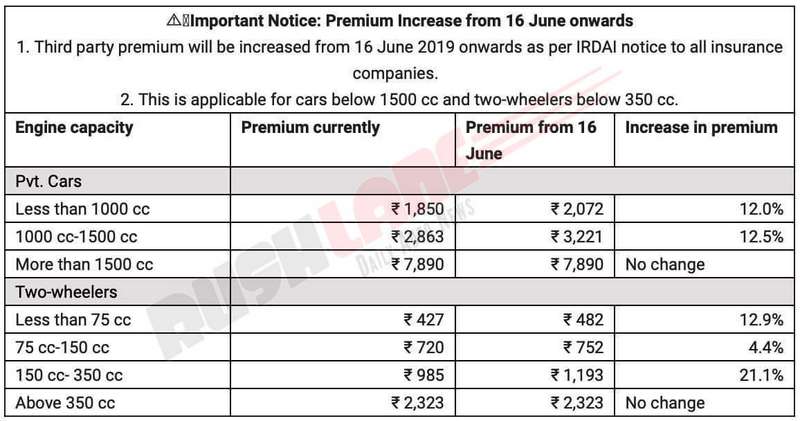 ⚠️Important Notice: Premium Increase from 16 June onwards
1. Third party premium will be increased from 16 June 2019 onwards as per IRDAI notice to all insurance
companies.
2. This is applicable for cars below 1500 cc and two-wheelers below 350 cc.
Engine capacity Premium currently Premium from 16 Increase in premium
June
Pvt. Cars
Less than 1000 cc ₹ 1,850 ₹ 2,072 12.0%
1000 cc-1500 cc ₹ 2,863 ₹ 3,221 12.5%
More than 1500 cc ₹ 7,890 ₹ 7,890 No change
Two-wheelers
Less than 75 cc ₹ 427 ₹ 482 12.9%
75 cc-150 cc ₹ 720 ₹ 752 4.4%
150 cc- 350 cc ₹ 985 ₹ 1,193 21.1%
Above 350 cc ₹ 2,323 ₹ 2,323 No change
RUSHLANE
DAILY AUTO NEWS